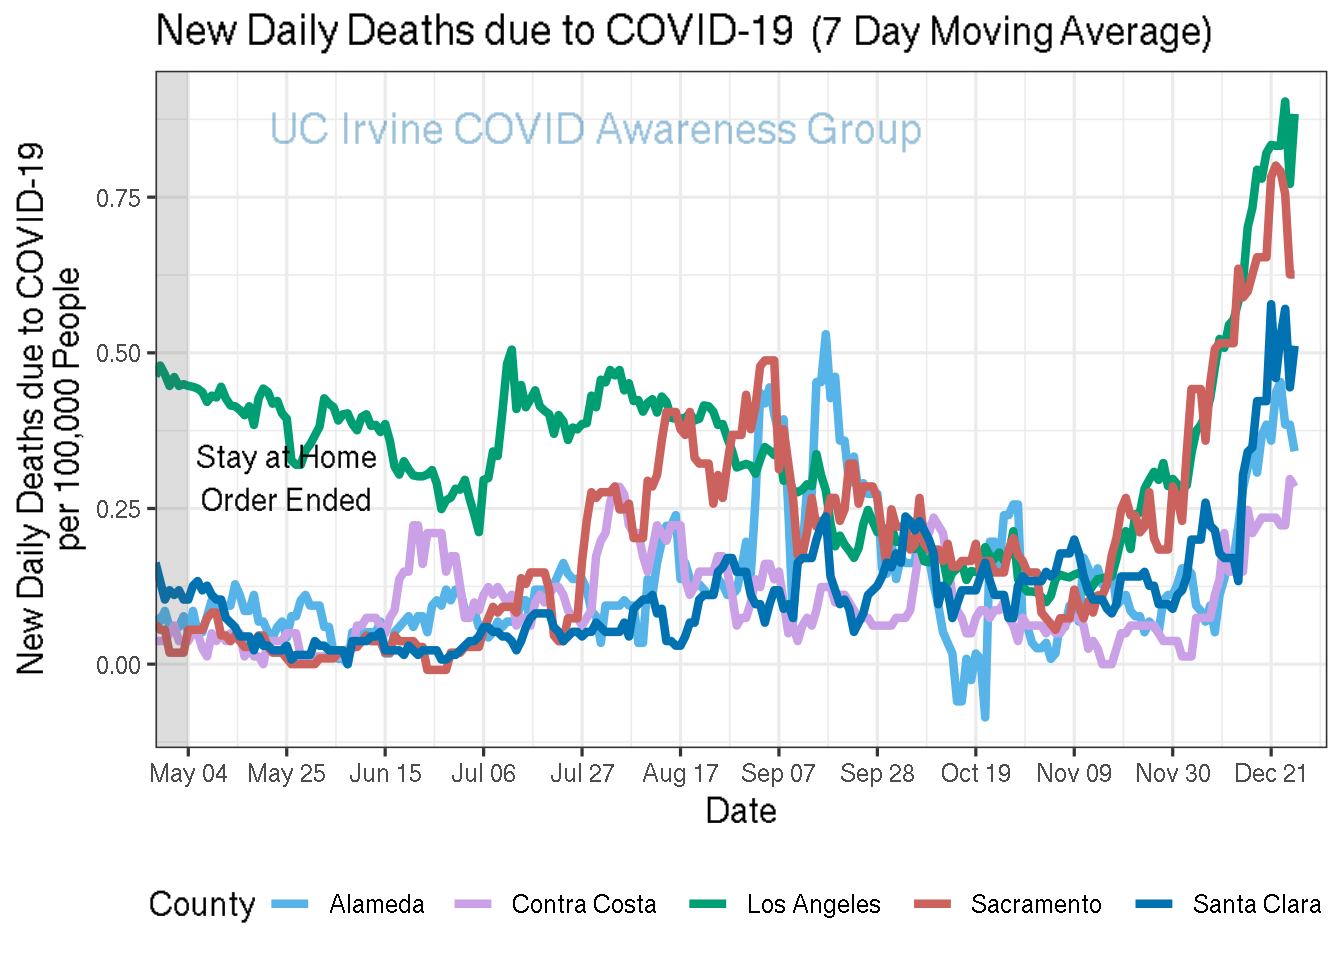 New Daily Deaths due to COVID-19 (7 Day Moving Average)
UC Irvine COVID Awareness Group
New Daily Deaths due to COVID-19
per 100,000 People
0.75
0.50
0.25
0.00
Stay at Home
Order Ended
May 04 May 25 Jun 15 Jul 06 Jul 27 Aug 17 Sep 07 Sep 28 Oct 19 Nov 09 Nov 30 Dec 21
Date
County Alameda Contra Costa Los Angeles Sacramento Santa Clara